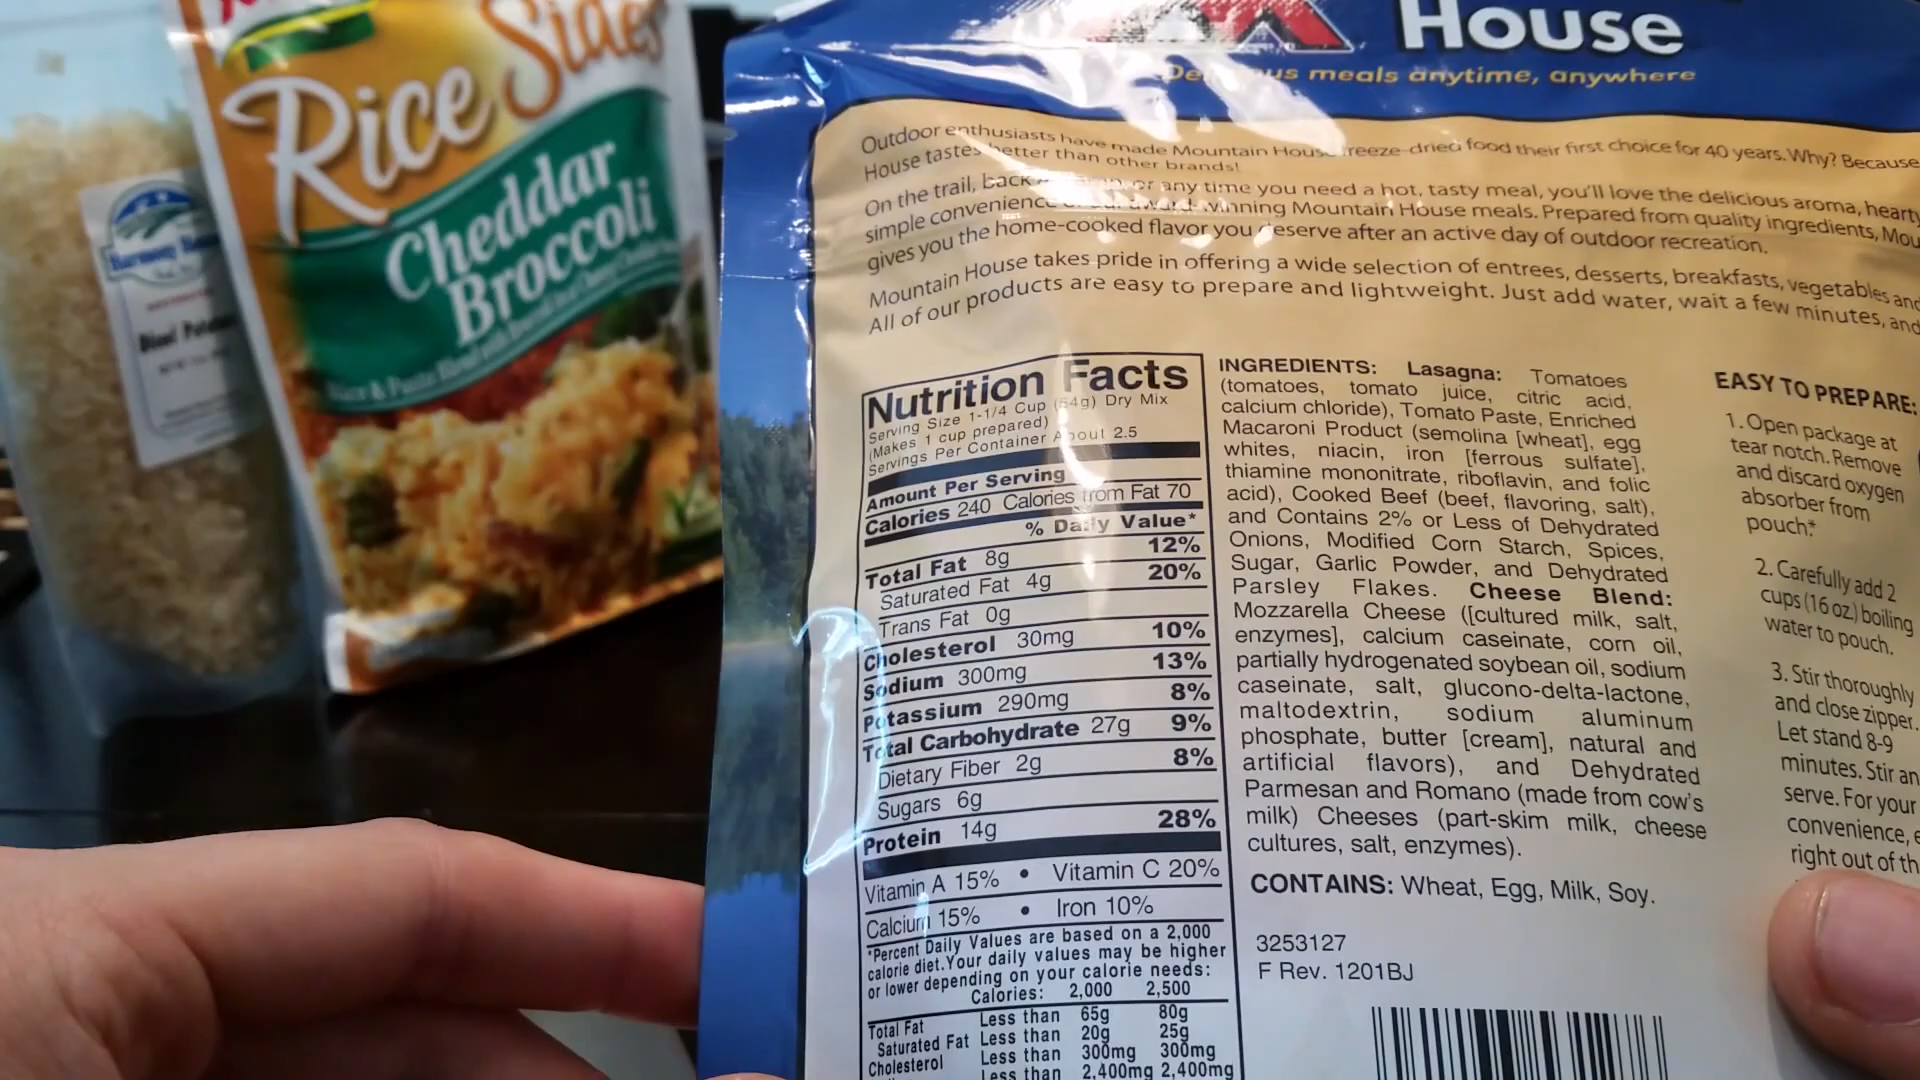 Rice Sides
Cheddar
Broccoli
House
meals anytime, anywhere
Outdoor enthusiasts have made Mountain House freeze-dried food their first choice for 40 years. Why? Because
House tastes better than other brands!
On the trail, or any time you need a hot, tasty meal, you'll love the delicious aroma, hearty
simple convenience winning Mountain House meals. Prepared from quality ingredients, Mou
gives you the home-cooked flavor you deserve after an active day of outdoor recreation.
Mountain House takes pride in offering a wide selection of entrees, desserts, breakfasts, vegetables and
All of our products are easy to prepare and lightweight. Just add water, wait a few minutes, and
Nutrition Facts
Serving Size 1-1/4 Cup (54g) Dry Mix
(Makes 1 cup prepared)
Servings Per Container About 2.5
Amount Per Serving
Calories 240 Calories from Fat 70
% Daily Value*
Total Fat 8g 12%
Saturated Fat 4g 20%
Trans Fat 0g
Cholesterol 30mg 10%
Sodium 300mg 13%
Potassium 290mg 8%
Total Carbohydrate 27g 9%
Dietary Fiber 2g 8%
Sugars 6g
Protein 14g 28%
Vitamin A 15% • Vitamin C 20%
Calcium 15% • Iron 10%
*Percent Daily Values are based on a 2,000
calorie diet. Your daily values may be higher
or lower depending on your calorie needs:
Calories: 2,000 2,500
Total Fat Less than 65g 80g
Saturated Fat Less than 20g 25g
Cholesterol Less than 300mg 300mg
Less than 2,400mg 2,400mg
INGREDIENTS: Lasagna: Tomatoes
(tomatoes, tomato juice, citric acid,
calcium chloride), Tomato Paste, Enriched
Macaroni Product (semolina [wheat], egg
whites, niacin, iron [ferrous sulfate],
thiamine mononitrate, riboflavin, and folic
acid), Cooked Beef (beef, flavoring, salt),
and Contains 2% or Less of Dehydrated
Onions, Modified Corn Starch, Spices,
Sugar, Garlic Powder, and Dehydrated
Parsley Flakes. Cheese Blend:
Mozzarella Cheese ([cultured milk, salt,
enzymes], calcium caseinate, corn oil,
partially hydrogenated soybean oil, sodium
caseinate, salt, glucono-delta-lactone,
maltodextrin, sodium aluminum
phosphate, butter [cream], natural and
artificial flavors), and Dehydrated
Parmesan and Romano (made from cow's
milk) Cheeses (part-skim milk, cheese
cultures, salt, enzymes).
CONTAINS: Wheat, Egg, Milk, Soy.
3253127
F Rev. 1201BJ
EASY TO PREPARE:
1. Open package at
tear notch. Remove
and discard oxygen
absorber from
pouch*
2. Carefully add 2
cups (16 oz.) boiling
water to pouch.
3. Stir thoroughly
and close zipper.
Let stand 8-9
minutes. Stir an
serve. For your
convenience, e
right out of th